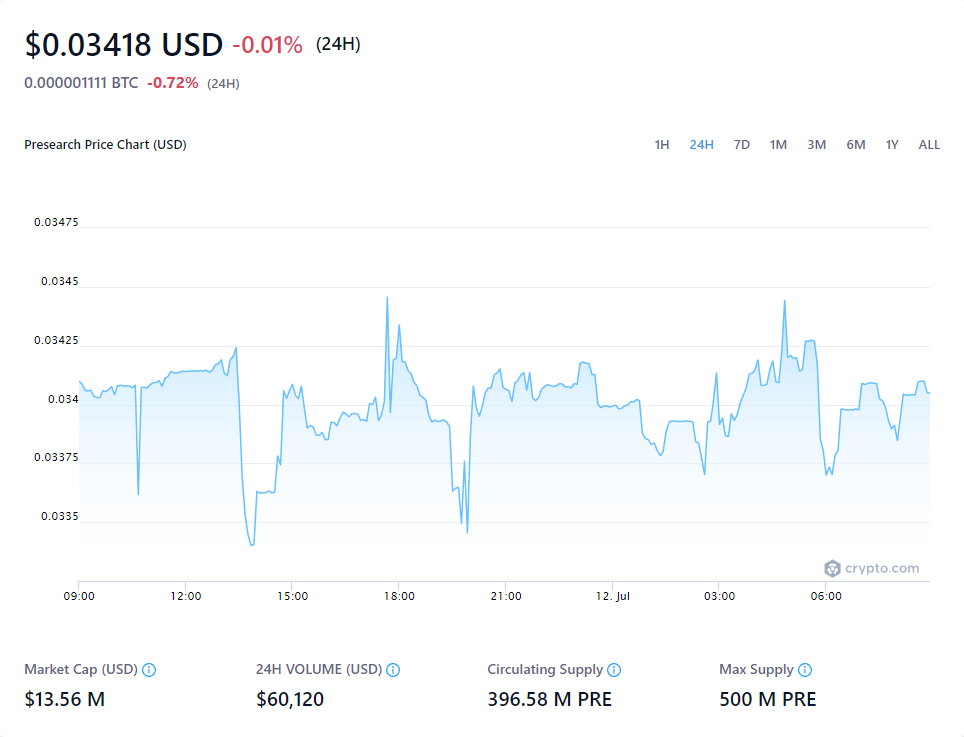 $0.03418 USD -0.01% (24H)
0.000001111 BTC -0.72% (24H)
Presearch Price Chart (USD) 1H 24H 7D 1M 3M 6M 1Y ALL
0.03475
0.0345
0.03425
0.034
0.03375
0.0335
crypto.com
09:00 12:00 15:00 18:00 21:00 12. Jul 03:00 06:00
Market Cap (USD) 24H VOLUME (USD) Circulating Supply Max Supply
$13.56 M $60,120 396.58 M PRE 500 M PRE